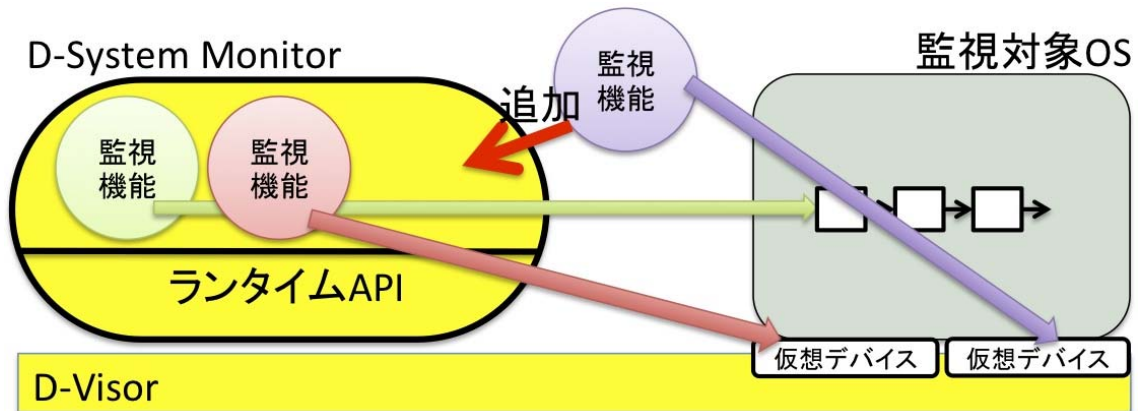 D-System Monitor
監視
機能
監視対象OS
追加
監視
機能
監視
機能
ランタイムAPI
仮想デバイス
仮想デバイス
D-Visor